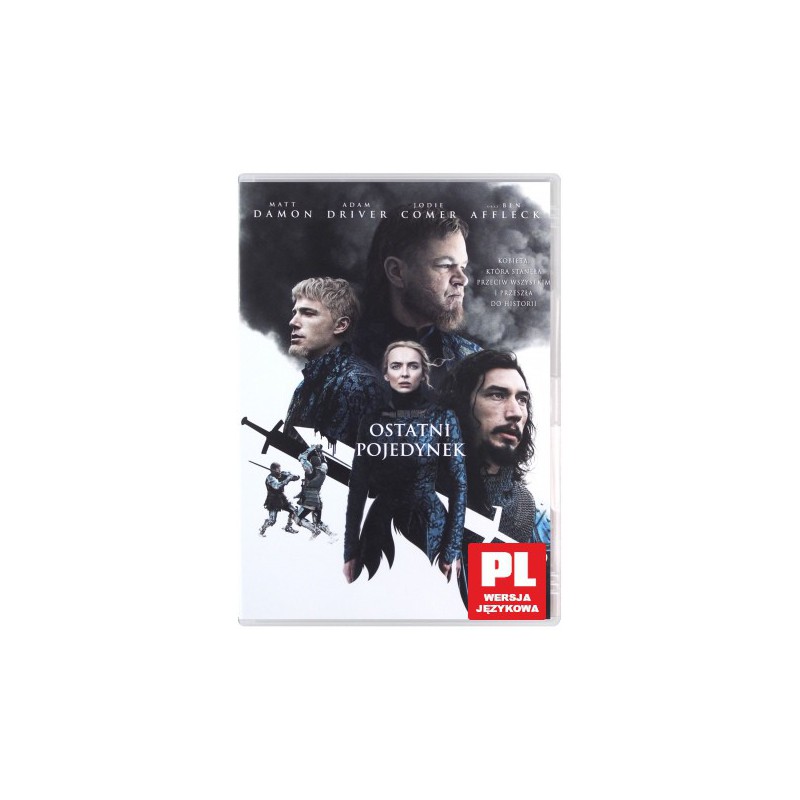 MATT ADAM JODIE AND BEN
DAMON DRIVER COMER AFFLECK
KOBIETA,
KTÓRA STANĘŁA
PRZECIW WSZYSTKIM
I PRZESZŁA
DO HISTORII
OSTATNI
POJEDYNEK
PL
WERSJA
JĘZYKOWA